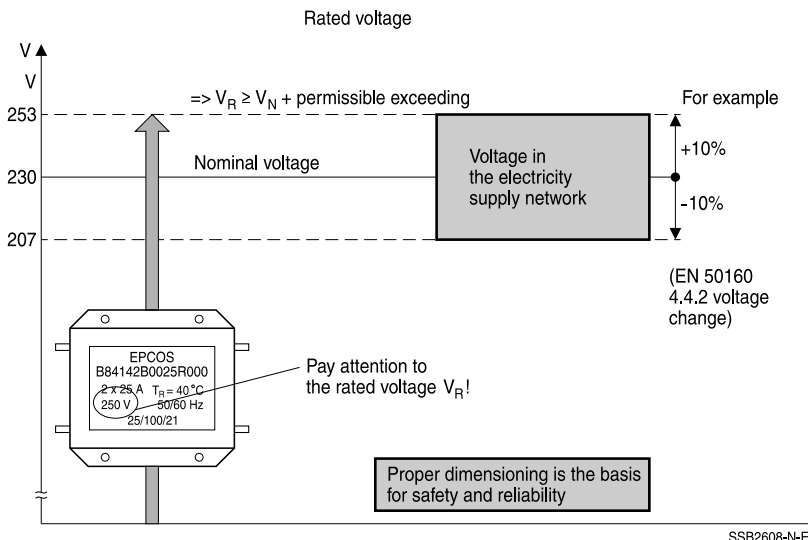 Rated voltage
V
V
253
=> V_R ≥ V_N + permissible exceeding
For example
+10%
Nominal voltage
230
Voltage in
the electricity
supply network
-10%
207
(EN 50160
4.4.2 voltage
change)
EPCOS
B84142B0025R000
2 x 25 A T_R = 40 °C
250 V 50/60 Hz
25/100/21
Pay attention to
the rated voltage V_R!
Proper dimensioning is the basis
for safety and reliability
SSB2608-N-E